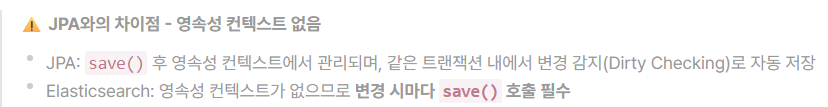 ⚠️ JPA와의 차이점 - 영속성 컨텍스트 없음
• JPA: save() 후 영속성 컨텍스트에서 관리되며, 같은 트랜잭션 내에서 변경 감지(Dirty Checking)로 자동 저장
• Elasticsearch: 영속성 컨텍스트가 없으므로 변경 시마다 save() 호출 필수